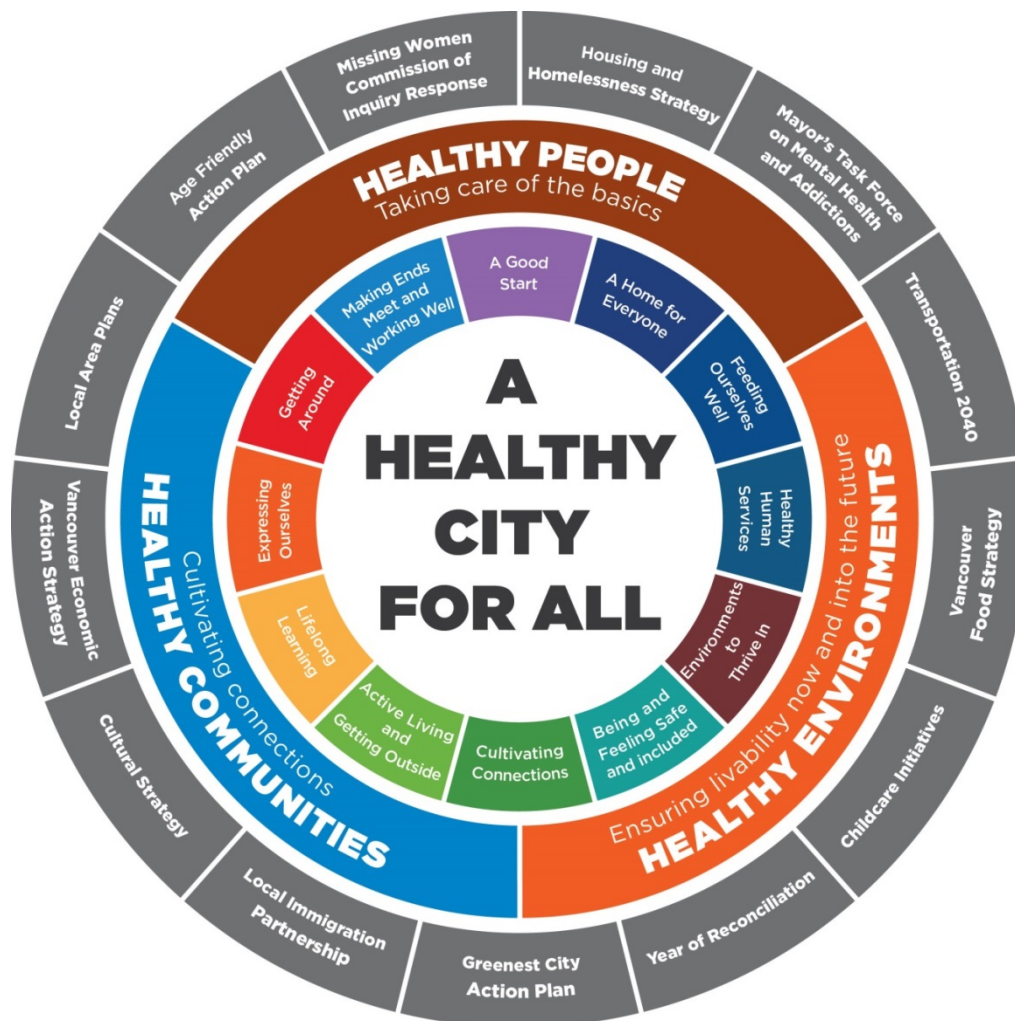 Missing Women
Commission of
Inquiry Response
Housing and
Homelessness Strategy
Mayor's Task Force
on Mental Health
and Addictions
Transportation 2040
Vancouver
Food Strategy
Childcare Initiatives
Year of Reconciliation
Greenest City
Action Plan
Local Immigration
Partnership
Cultural Strategy
Vancouver Economic
Action Strategy
Local Area Plans
Age Friendly
Action Plan
HEALTHY PEOPLE
Taking care of the basics
Ensuring livability now and into the future
HEALTHY ENVIRONMENTS
Cultivating connections
HEALTHY COMMUNITIES
A Good
Start
A Home for
Everyone
Feeding
Ourselves
Well
Healthy
Human
Services
Environments
to
Thrive In
Being and
Feeling Safe
and included
Cultivating
Connections
Active Living
and
Getting Outside
Lifelong
Learning
Expressing
Ourselves
Getting
Around
Making Ends
Meet and
Working Well
A
HEALTHY
CITY
FOR ALL